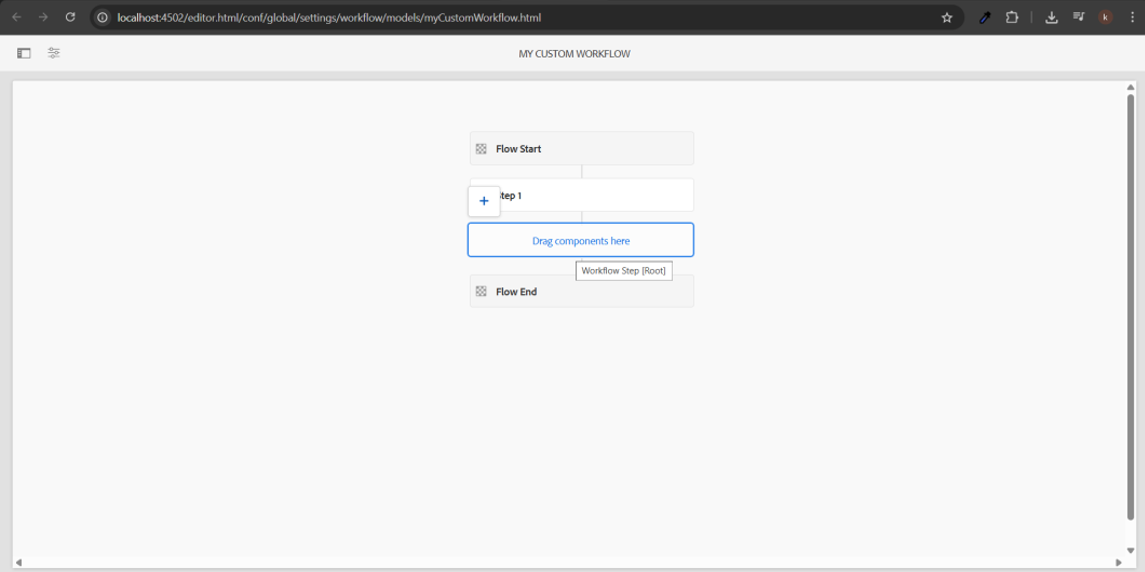 localhost:4502/editor.html/conf/global/settings/workflow/models/myCustomWorkflow.html
k
MY CUSTOM WORKFLOW
Flow Start
tep 1
+
Drag components here
Workflow Step [Root]
Flow End